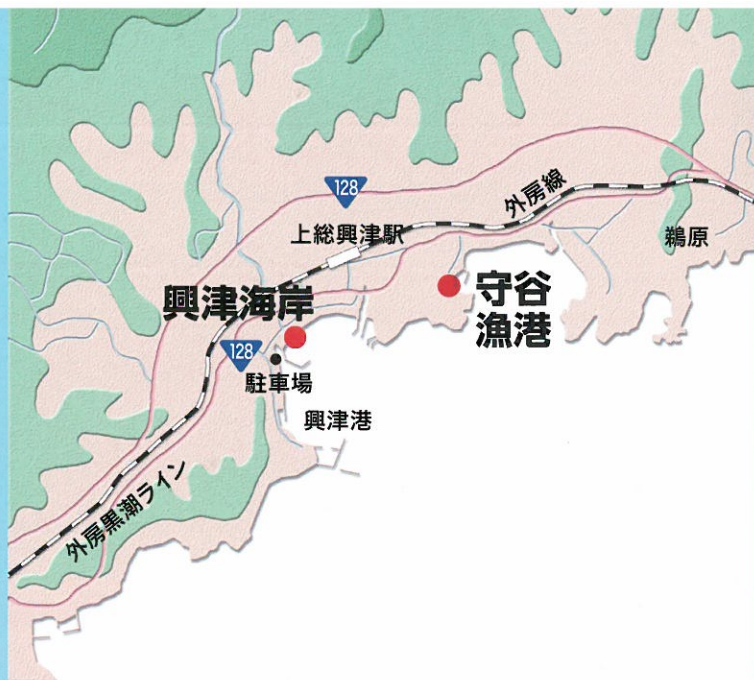 128
外房線
上総興津駅
鵜原
守谷
漁港
興津海岸
128
駐車場
興津港
外房黒潮ライン